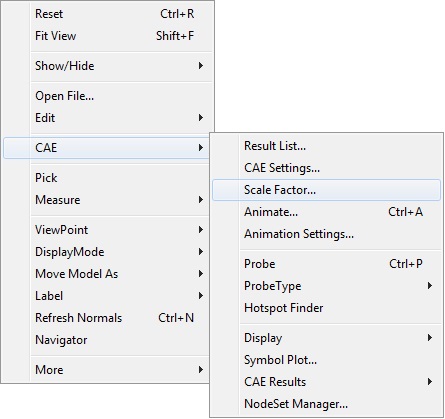 Reset Ctrl+R
Fit View Shift+F
Show/Hide
Open File...
Edit
CAE
Pick
Measure
ViewPoint
DisplayMode
Move Model As
Label
Refresh Normals Ctrl+N
Navigator
More
Result List...
CAE Settings...
Scale Factor...
Animate... Ctrl+A
Animation Settings...
Probe Ctrl+P
ProbeType
Hotspot Finder
Display
Symbol Plot...
CAE Results
NodeSet Manager...